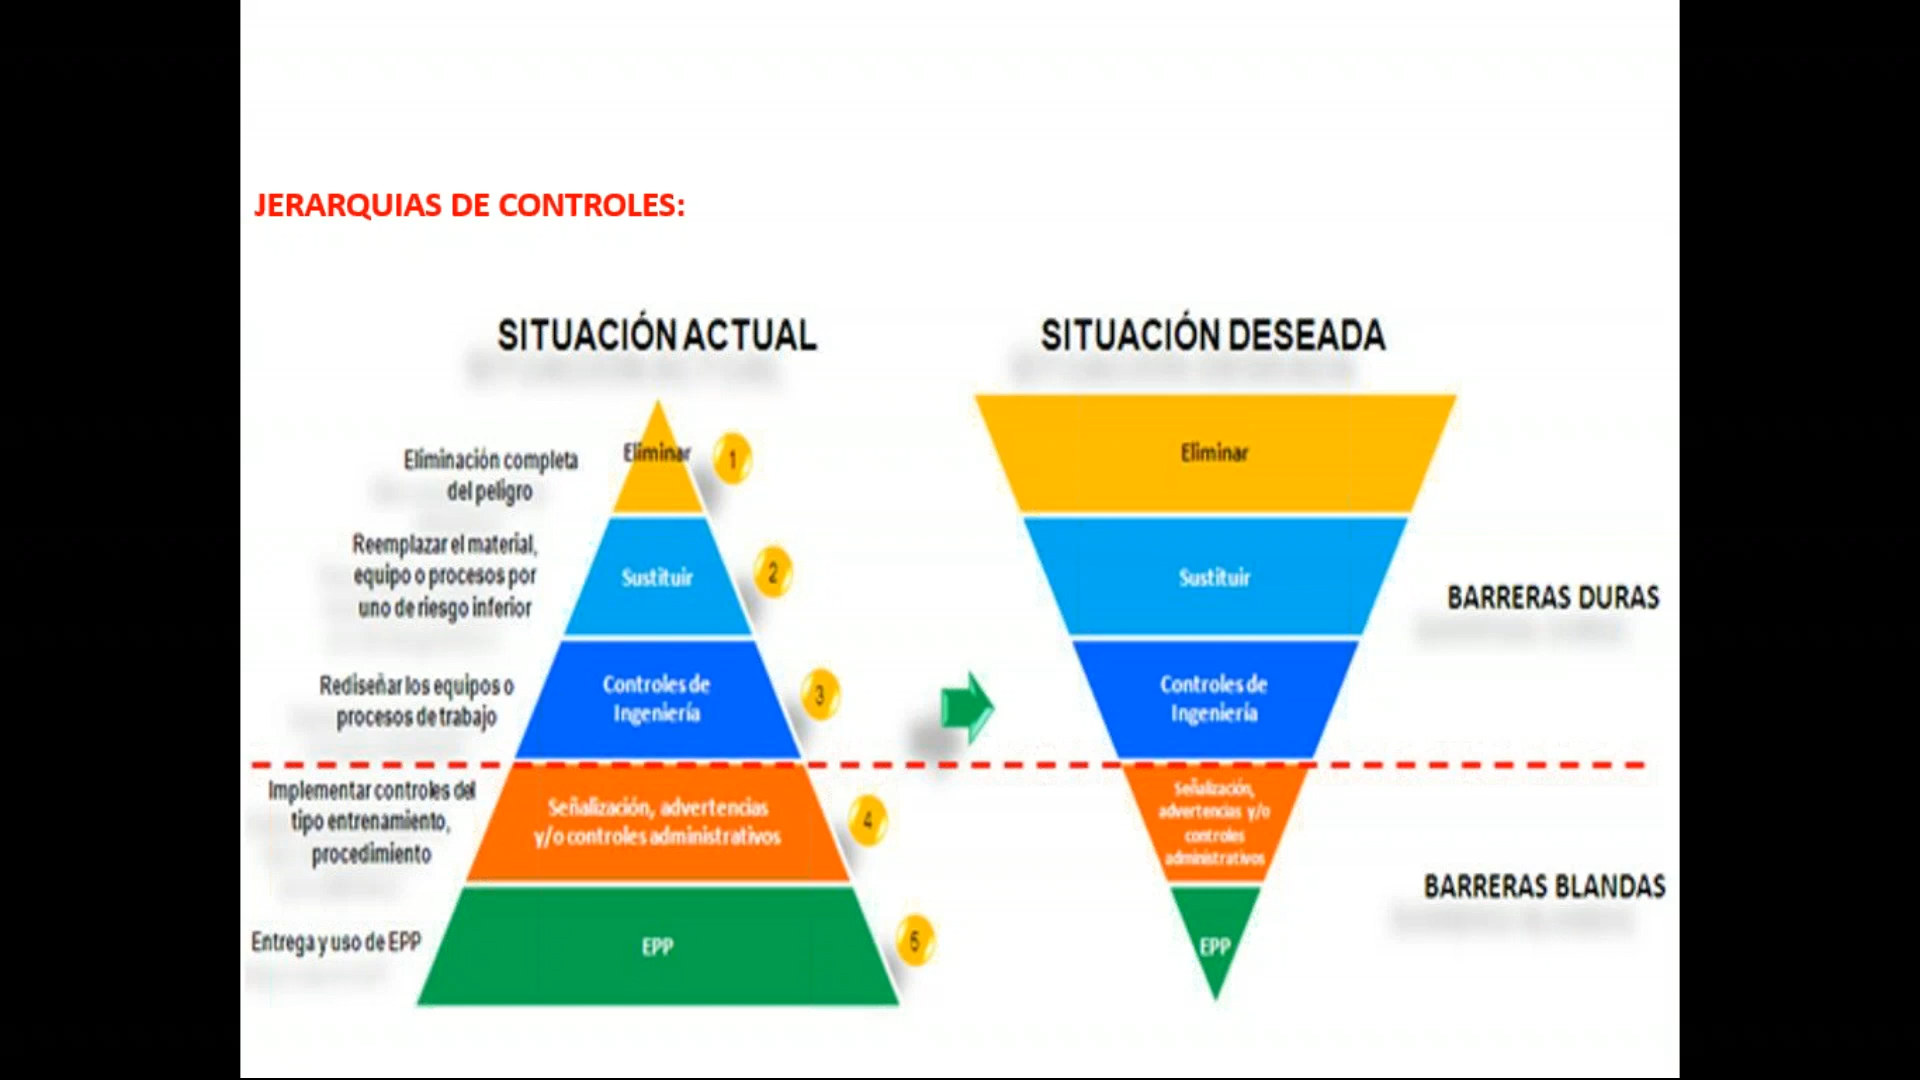 JERARQUIAS DE CONTROLES:
SITUACIÓN ACTUAL
Eliminación completa
del peligro
Eliminar
1
Reemplazar el material,
equipo o procesos por
uno de riesgo inferior
Sustituir
2
Rediseñar los equipos o
procesos de trabajo
Controles de
Ingeniería
3
Implementar controles del
tipo entrenamiento,
procedimiento
Señalización, advertencias
y/o controles administrativos
4
Entrega y uso de EPP
EPP
5
SITUACIÓN DESEADA
Eliminar
Sustituir
Controles de
Ingeniería
Señalización,
advertencias y/o
controles
administrativos
EPP
BARRERAS DURAS
BARRERAS BLANDAS